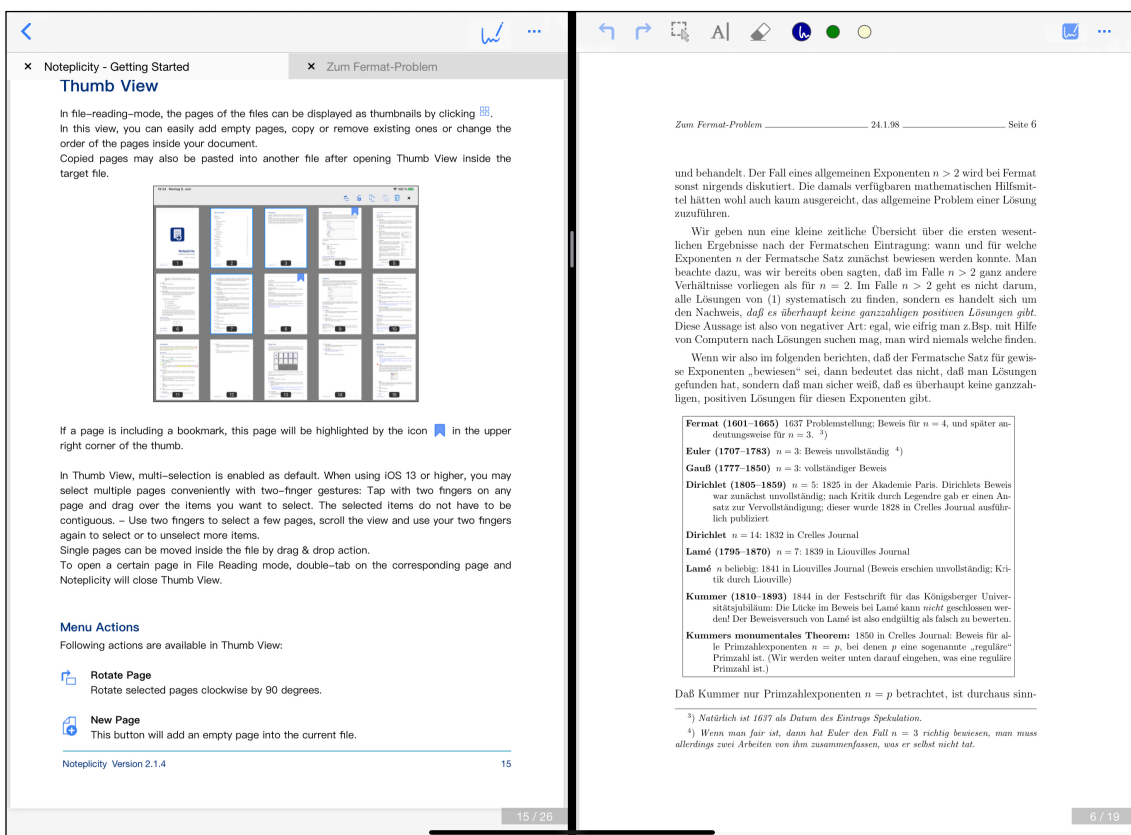 × Noteplicity - Getting Started
× Zum Fermat-Problem
Thumb View
In file-reading-mode, the pages of the files can be displayed as thumbnails by clicking .
In this view, you can easily add empty pages, copy or remove existing ones or change the
order of the pages inside your document.
Copied pages may also be pasted into another file after opening Thumb View inside the
target file.
1
2
3
4
5
6
7
8
9
10
11
12
13
14
15
If a page is including a bookmark, this page will be highlighted by the icon in the upper
right corner of the thumb.
In Thumb View, multi-selection is enabled as default. When using iOS 13 or higher, you may
select multiple pages conveniently with two-finger gestures: Tap with two fingers on any
page and drag over the items you want to select. The selected items do not have to be
contiguous. – Use two fingers to select a few pages, scroll the view and use your two fingers
again to select or to unselect more items.
Single pages can be moved inside the file by drag & drop action.
To open a certain page in File Reading mode, double-tab on the corresponding page and
Noteplicity will close Thumb View.
Menu Actions
Following actions are available in Thumb View:
Rotate Page
Rotate selected pages clockwise by 90 degrees.
New Page
This button will add an empty page into the current file.
Noteplicity Version 2.1.4 15
15 / 26
A|
Zum Fermat-Problem 24.1.98 Seite 6
und behandelt. Der Fall eines allgemeinen Exponenten n > 2 wird bei Fermat
sonst nirgends diskutiert. Die damals verfügbaren mathematischen Hilfsmit-
tel hätten wohl auch kaum ausgereicht, das allgemeine Problem einer Lösung
zuzuführen.
Wir geben nun eine kleine zeitliche Übersicht über die ersten wesent-
lichen Ergebnisse nach der Fermatschen Eintragung: wann und für welche
Exponenten n der Fermatsche Satz zunächst bewiesen werden konnte. Man
beachte dazu, was wir bereits oben sagten, daß im Falle n > 2 ganz andere
Verhältnisse vorliegen als für n = 2. Im Falle n > 2 geht es nicht darum,
alle Lösungen von (1) systematisch zu finden, sondern es handelt sich um
den Nachweis, daß es überhaupt keine ganzzahligen positiven Lösungen gibt.
Diese Aussage ist also von negativer Art: egal, wie eifrig man z.Bsp. mit Hilfe
von Computern nach Lösungen suchen mag, man wird niemals welche finden.
Wenn wir also im folgenden berichten, daß der Fermatsche Satz für gewis-
se Exponenten „bewiesen“ sei, dann bedeutet das nicht, daß man Lösungen
gefunden hat, sondern daß man sicher weiß, daß es überhaupt keine ganzzah-
ligen, positiven Lösungen für diesen Exponenten gibt.
Fermat (1601–1665) 1637 Problemstellung; Beweis für n = 4, und später an-
deutungsweise für n = 3. ³)
Euler (1707–1783) n = 3: Beweis unvollständig ⁴)
Gauß (1777–1850) n = 3: vollständiger Beweis
Dirichlet (1805–1859) n = 5: 1825 in der Akademie Paris. Dirichlets Beweis
war zunächst unvollständig; nach Kritik durch Legendre gab er einen An-
satz zur Vervollständigung; dieser wurde 1828 in Crelles Journal ausführ-
lich publiziert
Dirichlet n = 14: 1832 in Crelles Journal
Lamé (1795–1870) n = 7: 1839 in Liouvilles Journal
Lamé n beliebig: 1841 in Liouvilles Journal (Beweis erschien unvollständig; Kri-
tik durch Liouville)
Kummer (1810–1893) 1844 in der Festschrift für das Königsberger Univer-
sitätsjubiläum: Die Lücke im Beweis bei Lamé kann nicht geschlossen wer-
den! Der Beweisversuch von Lamé ist also endgültig als falsch zu bewerten.
Kummers monumentales Theorem: 1850 in Crelles Journal: Beweis für al-
le Primzahlexponenten n = p, bei denen p eine sogenannte „reguläre“
Primzahl ist. (Wir werden weiter unten darauf eingehen, was eine reguläre
Primzahl ist.)
Daß Kummer nur Primzahlexponenten n = p betrachtet, ist durchaus sinn-
³) Natürlich ist 1637 als Datum des Eintrags Spekulation.
⁴) Wenn man fair ist, dann hat Euler den Fall n = 3 richtig bewiesen, man muss
allerdings zwei Arbeiten von ihm zusammenfassen, was er selbst nicht tat.
6 / 19